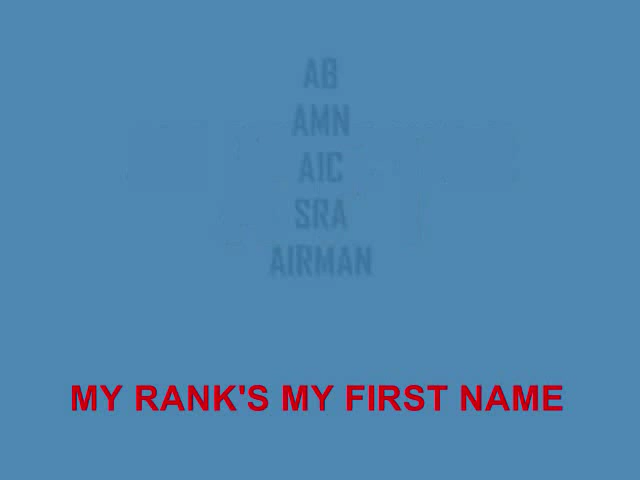 AB
AMN
A1C
SRA
AIRMAN
MY RANK'S MY FIRST NAME